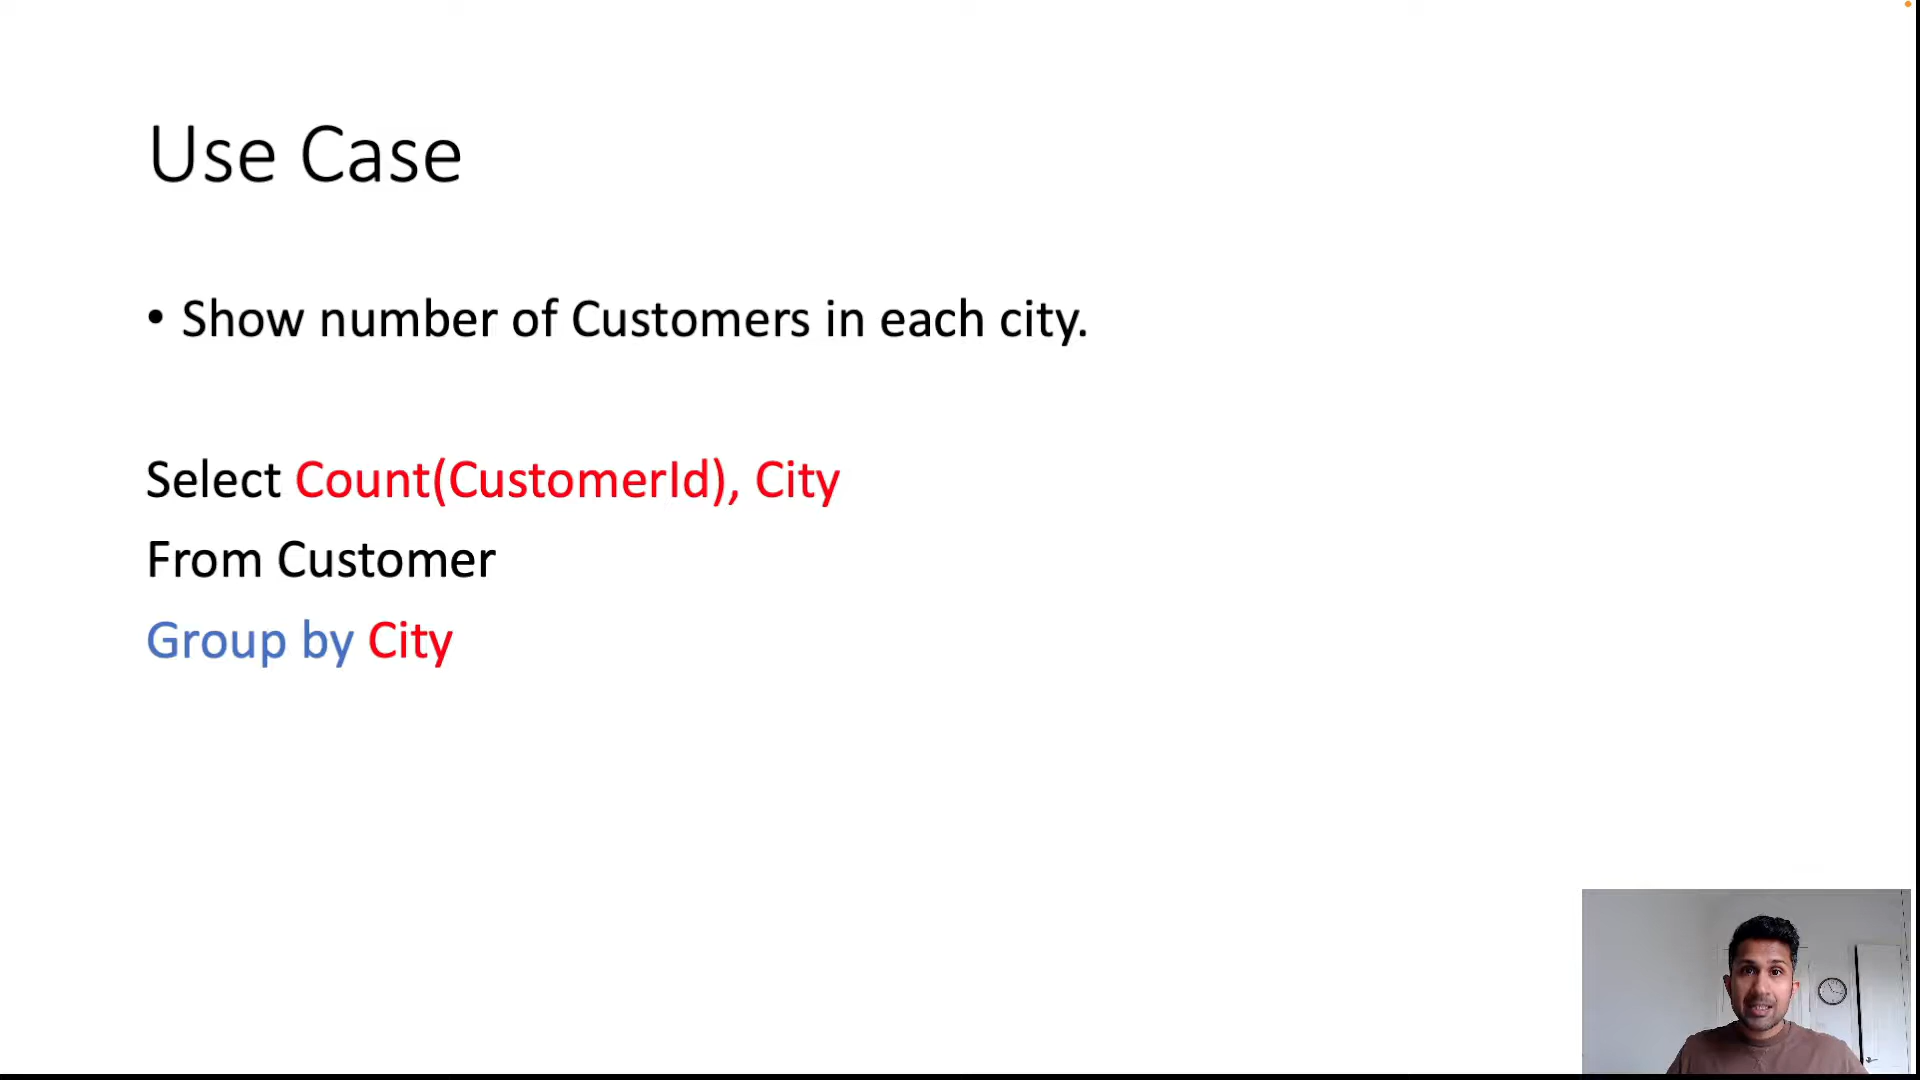 Use Case
• Show number of Customers in each city.
Select Count(CustomerId), City
From Customer
Group by City